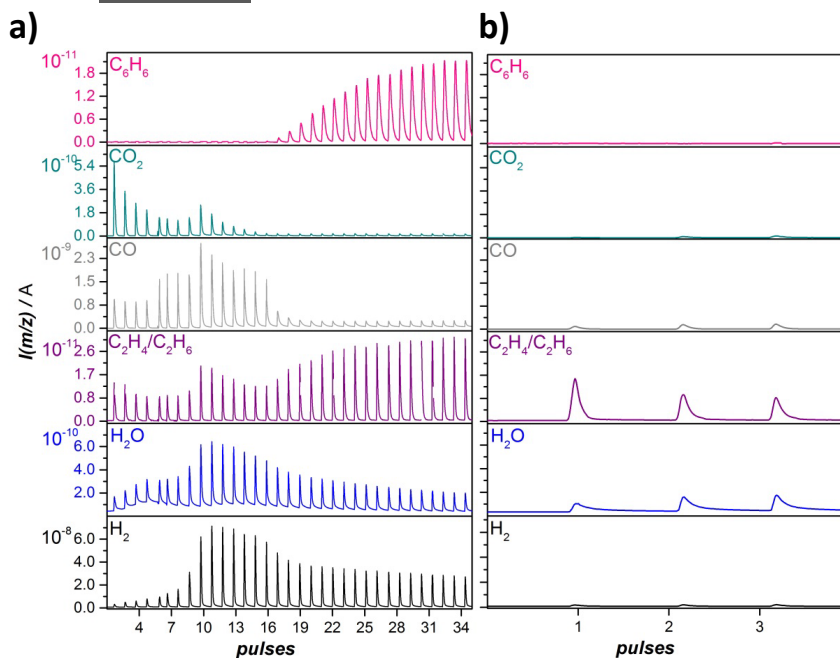 a)
b)
10⁻¹¹
C₆H₆
1.8
1.2
0.6
0.0
10⁻¹⁰
CO₂
5.4
3.6
1.8
0.0
10⁻⁹
CO
2.3
1.5
0.8
0.0
10⁻¹¹
C₂H₄/C₂H₆
2.6
1.7
0.8
0.0
10⁻¹⁰
H₂O
6.0
4.0
2.0
10⁻⁸
H₂
6.0
4.0
2.0
0.0
I(m/z) / A
4 7 10 13 16 19 22 25 28 31 34
pulses
C₆H₆
CO₂
CO
C₂H₄/C₂H₆
H₂O
H₂
1 2 3
pulses